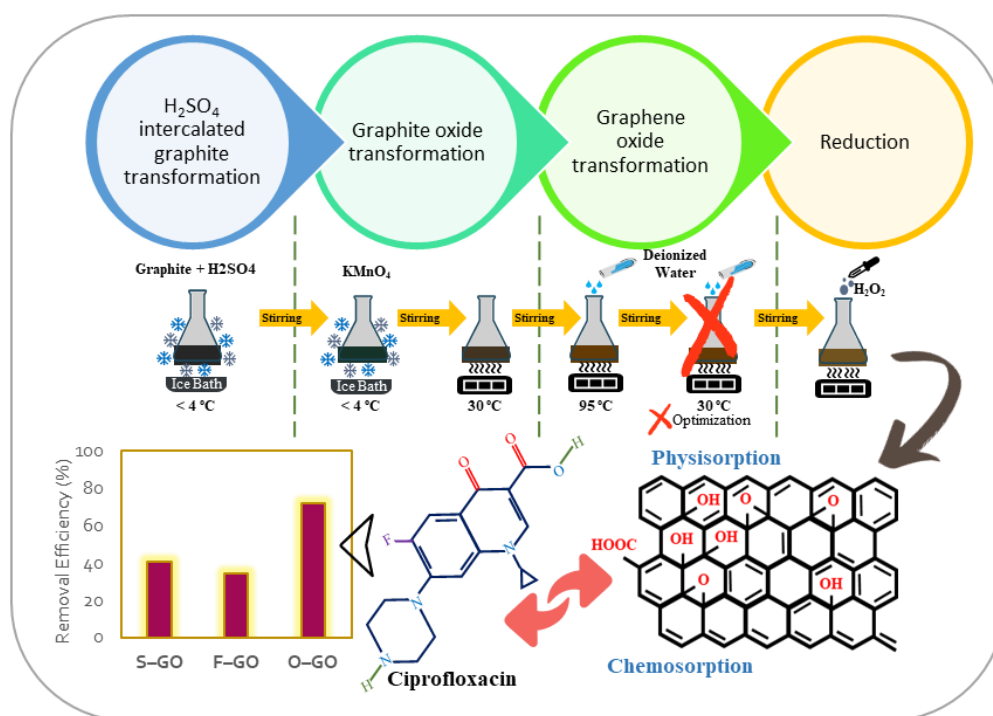 H₂SO₄
intercalated
graphite
transformation
Graphite oxide
transformation
Graphene
oxide
transformation
Reduction
Graphite + H2SO4
KMnO₄
Deionized
Water
H₂O₂
Stirring
Stirring
Stirring
Stirring
Stirring
Ice Bath
Ice Bath
< 4 °C
< 4 °C
30 °C
95 °C
30 °C
Optimization
Removal Efficiency (%)
100
80
60
40
20
0
S–GO
F–GO
O–GO
O
O
O
H
F
N
N
N
H
Ciprofloxacin
Physisorption
OH
O
O
OH
OH
HOOC
O
OH
Chemosorption